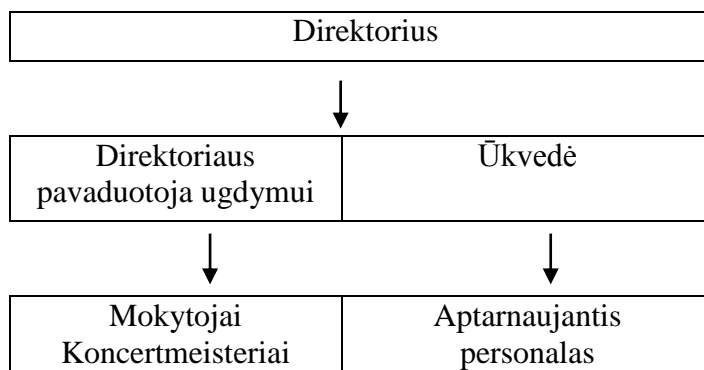 Direktorius
Direktoriaus
pavaduotoja ugdymui
Ūkvedė
Mokytojai
Koncertmeisteriai
Aptarnaujantis
personalas